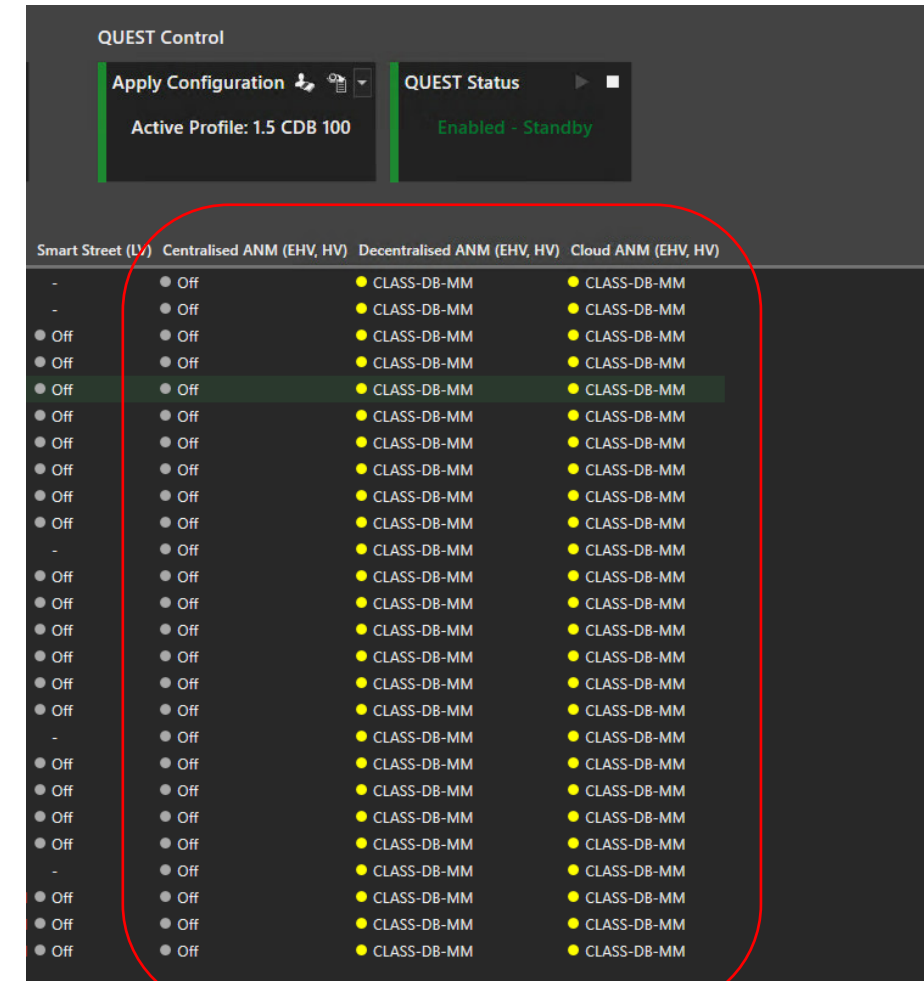 QUEST Control
Apply Configuration QUEST Status
Active Profile: 1.5 CDB 100 Enabled - Standby
Smart Street (LV) Centralised ANM (EHV, HV) Decentralised ANM (EHV, HV) Cloud ANM (EHV, HV)
- Off CLASS-DB-MM CLASS-DB-MM
- Off CLASS-DB-MM CLASS-DB-MM
Off Off CLASS-DB-MM CLASS-DB-MM
Off Off CLASS-DB-MM CLASS-DB-MM
Off Off CLASS-DB-MM CLASS-DB-MM
Off Off CLASS-DB-MM CLASS-DB-MM
Off Off CLASS-DB-MM CLASS-DB-MM
Off Off CLASS-DB-MM CLASS-DB-MM
Off Off CLASS-DB-MM CLASS-DB-MM
Off Off CLASS-DB-MM CLASS-DB-MM
- Off CLASS-DB-MM CLASS-DB-MM
Off Off CLASS-DB-MM CLASS-DB-MM
Off Off CLASS-DB-MM CLASS-DB-MM
Off Off CLASS-DB-MM CLASS-DB-MM
Off Off CLASS-DB-MM CLASS-DB-MM
Off Off CLASS-DB-MM CLASS-DB-MM
Off Off CLASS-DB-MM CLASS-DB-MM
- Off CLASS-DB-MM CLASS-DB-MM
Off Off CLASS-DB-MM CLASS-DB-MM
Off Off CLASS-DB-MM CLASS-DB-MM
Off Off CLASS-DB-MM CLASS-DB-MM
Off Off CLASS-DB-MM CLASS-DB-MM
- Off CLASS-DB-MM CLASS-DB-MM
Off Off CLASS-DB-MM CLASS-DB-MM
Off Off CLASS-DB-MM CLASS-DB-MM
Off Off CLASS-DB-MM CLASS-DB-MM